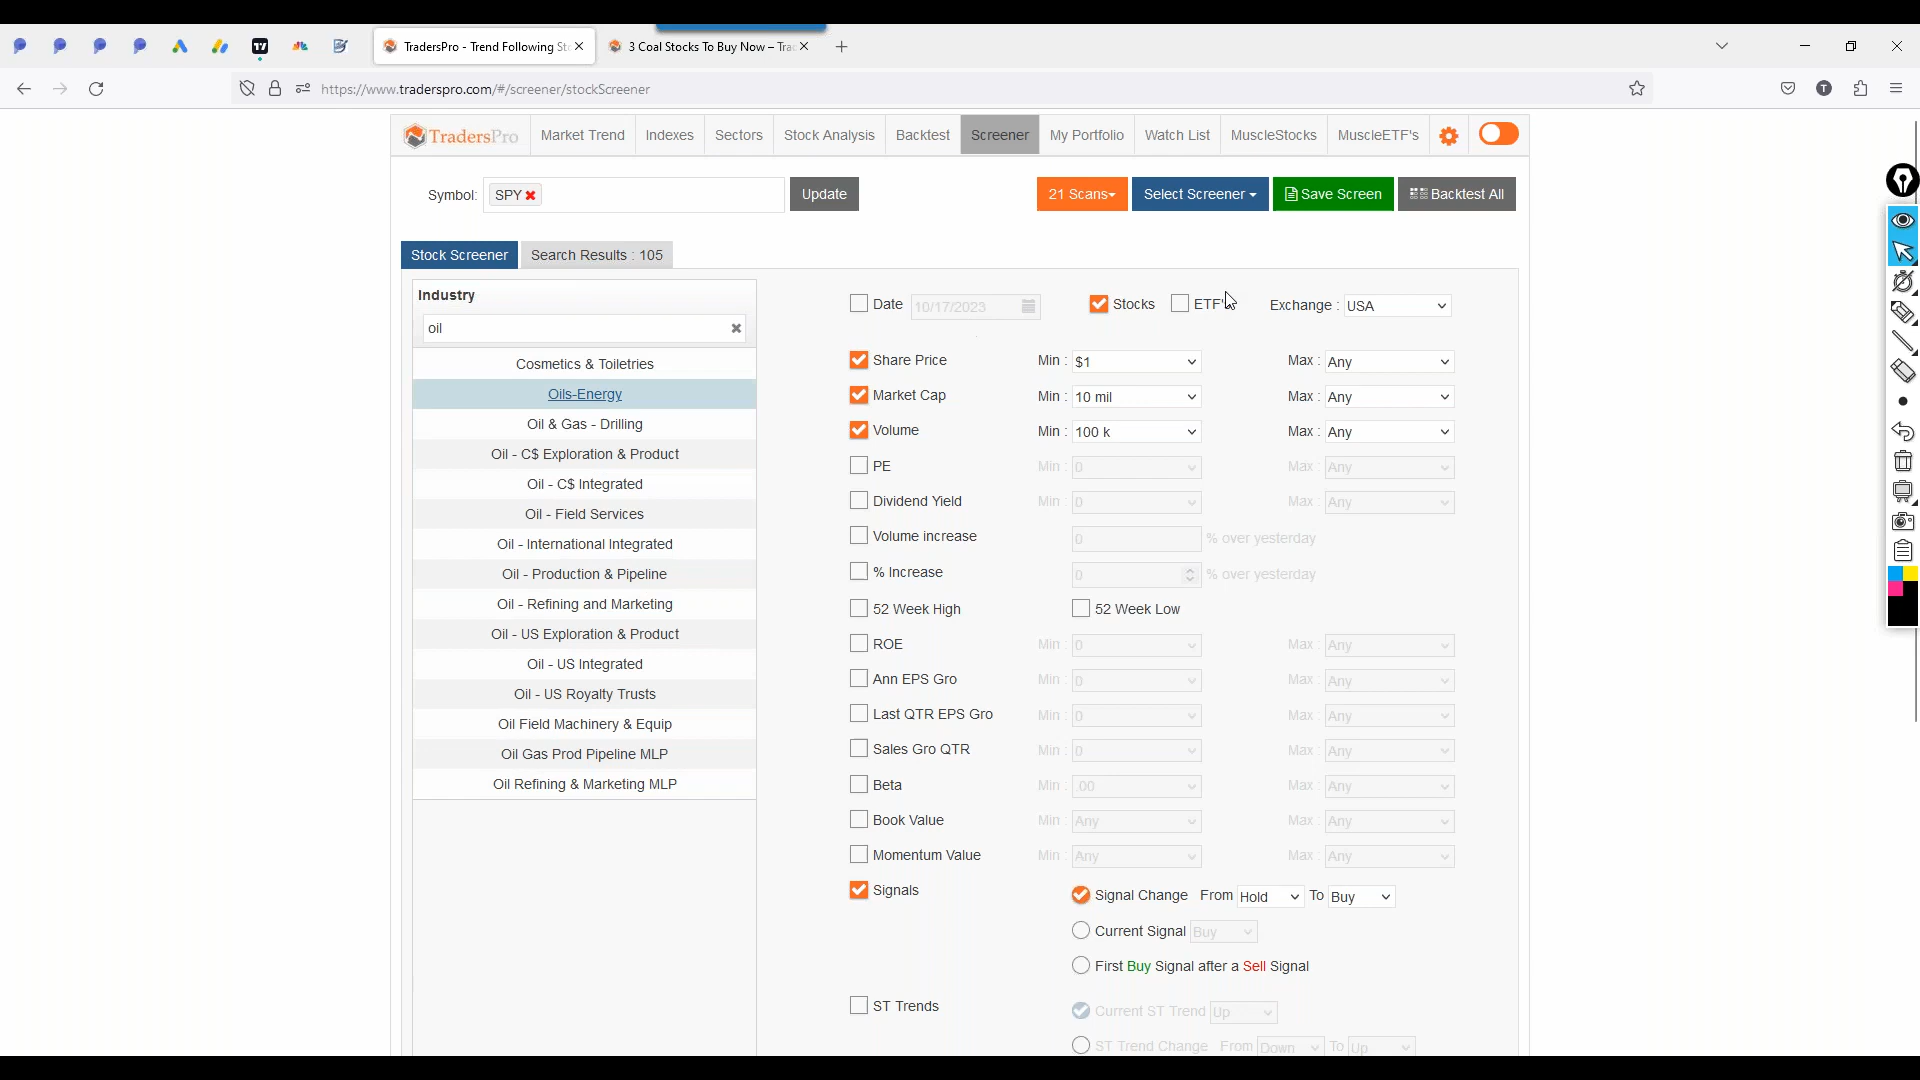 TradersPro - Trend Following St
3 Coal Stocks To Buy Now – Tra
https://www.traderspro.com/#/screener/stockScreener
T
TradersPro
Market Trend
Indexes
Sectors
Stock Analysis
Backtest
Screener
My Portfolio
Watch List
MuscleStocks
MuscleETF's
Symbol: SPY
Update
21 Scans
Select Screener
Save Screen
Backtest All
Stock Screener
Search Results : 105
Industry
oil
Cosmetics & Toiletries
Oils-Energy
Oil & Gas - Drilling
Oil - C$ Exploration & Product
Oil - C$ Integrated
Oil - Field Services
Oil - International Integrated
Oil - Production & Pipeline
Oil - Refining and Marketing
Oil - US Exploration & Product
Oil - US Integrated
Oil - US Royalty Trusts
Oil Field Machinery & Equip
Oil Gas Prod Pipeline MLP
Oil Refining & Marketing MLP
Date 10/17/2023 Stocks ETF' Exchange : USA
Share Price Min : $1 Max : Any
Market Cap Min : 10 mil Max : Any
Volume Min : 100 k Max : Any
PE Min : 0 Max : Any
Dividend Yield Min : 0 Max : Any
Volume increase 0 % over yesterday
% Increase 0 % over yesterday
52 Week High 52 Week Low
ROE Min : 0 Max : Any
Ann EPS Gro Min : 0 Max : Any
Last QTR EPS Gro Min : 0 Max : Any
Sales Gro QTR Min : 0 Max : Any
Beta Min : .00 Max : Any
Book Value Min : Any Max : Any
Momentum Value Min : Any Max : Any
Signals Signal Change From Hold To Buy
Current Signal Buy
First Buy Signal after a Sell Signal
ST Trends Current ST Trend Up
ST Trend Change From Down To Up